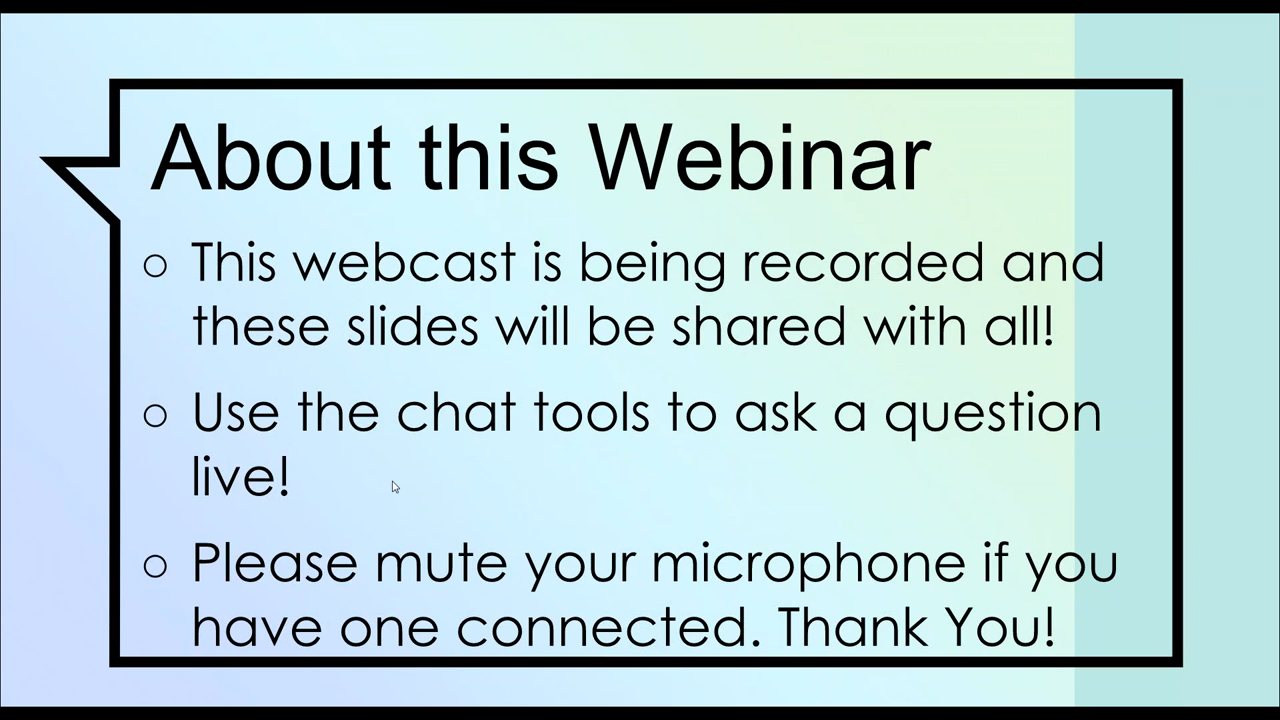 About this Webinar
○ This webcast is being recorded and
these slides will be shared with all!
○ Use the chat tools to ask a question
live!
○ Please mute your microphone if you
have one connected. Thank You!